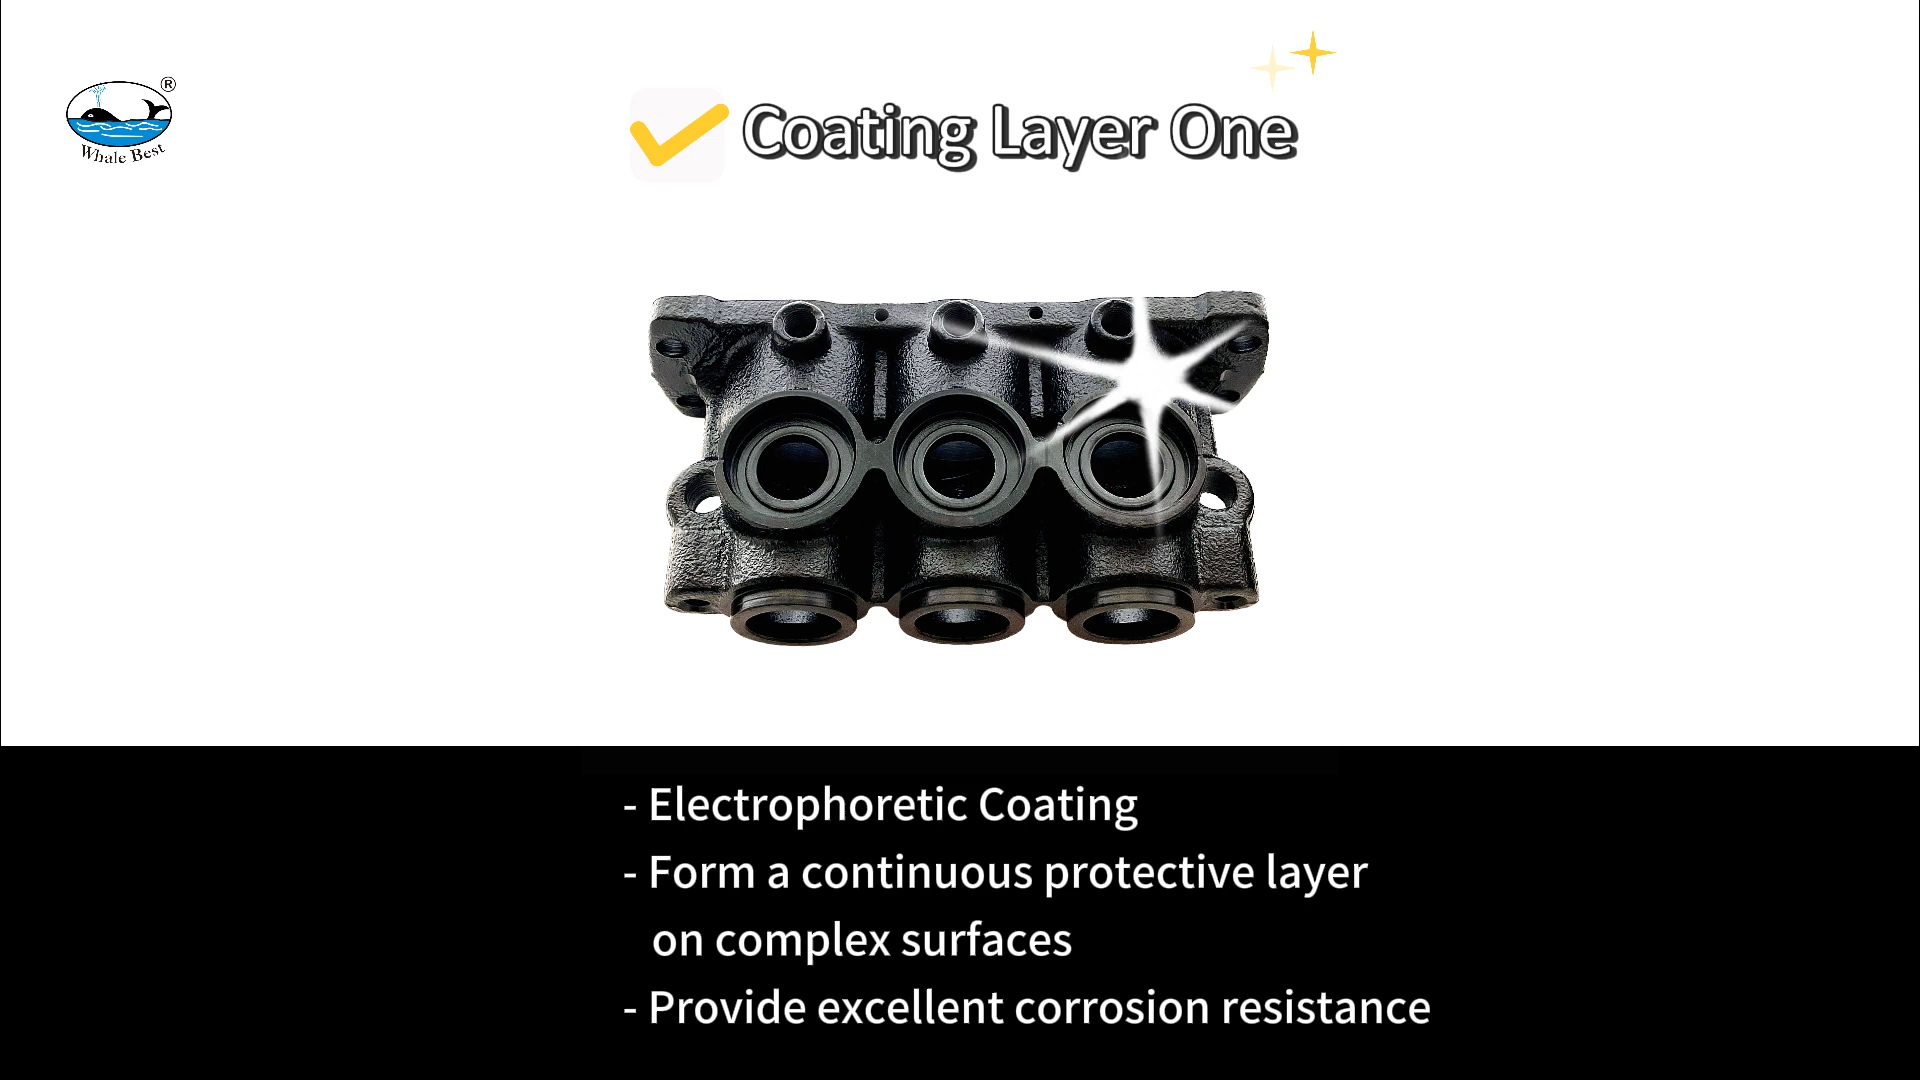 ®
Whale Best
Coating Layer One
- Electrophoretic Coating
- Form a continuous protective layer
on complex surfaces
- Provide excellent corrosion resistance